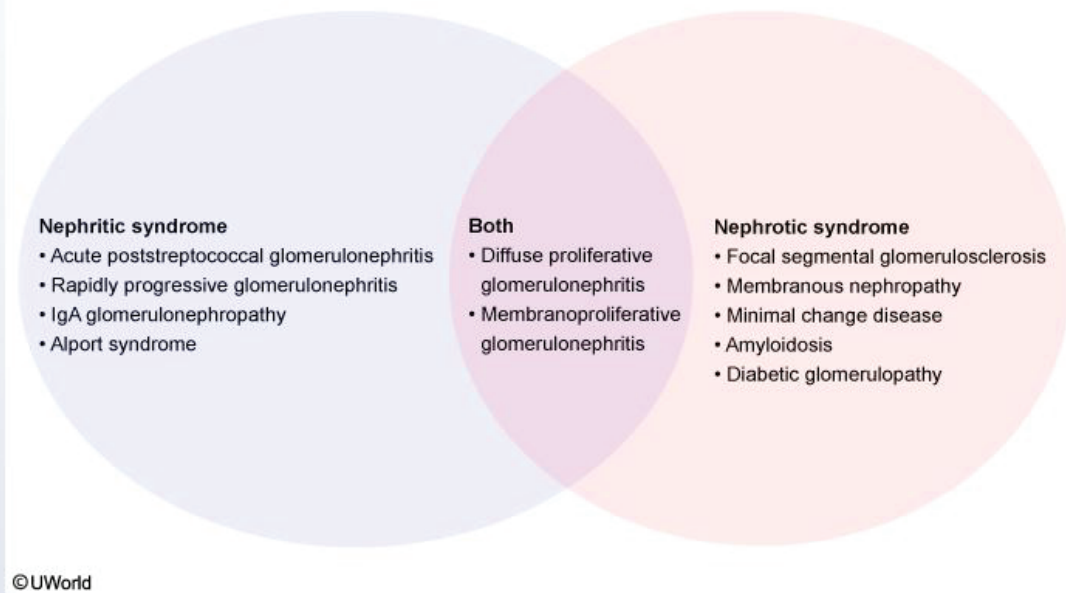 Nephritic syndrome
• Acute poststreptococcal glomerulonephritis
• Rapidly progressive glomerulonephritis
• IgA glomerulonephropathy
• Alport syndrome
Both
• Diffuse proliferative
glomerulonephritis
• Membranoproliferative
glomerulonephritis
Nephrotic syndrome
• Focal segmental glomerulosclerosis
• Membranous nephropathy
• Minimal change disease
• Amyloidosis
• Diabetic glomerulopathy
©UWorld